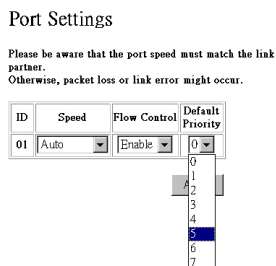 Port Settings
Please be aware that the port speed must match the link
partner.
Otherwise, packet loss or link error might occur.
ID Speed Flow Control Default Priority
01 Auto Enable 0
0
1
2
3
4
5
6
7